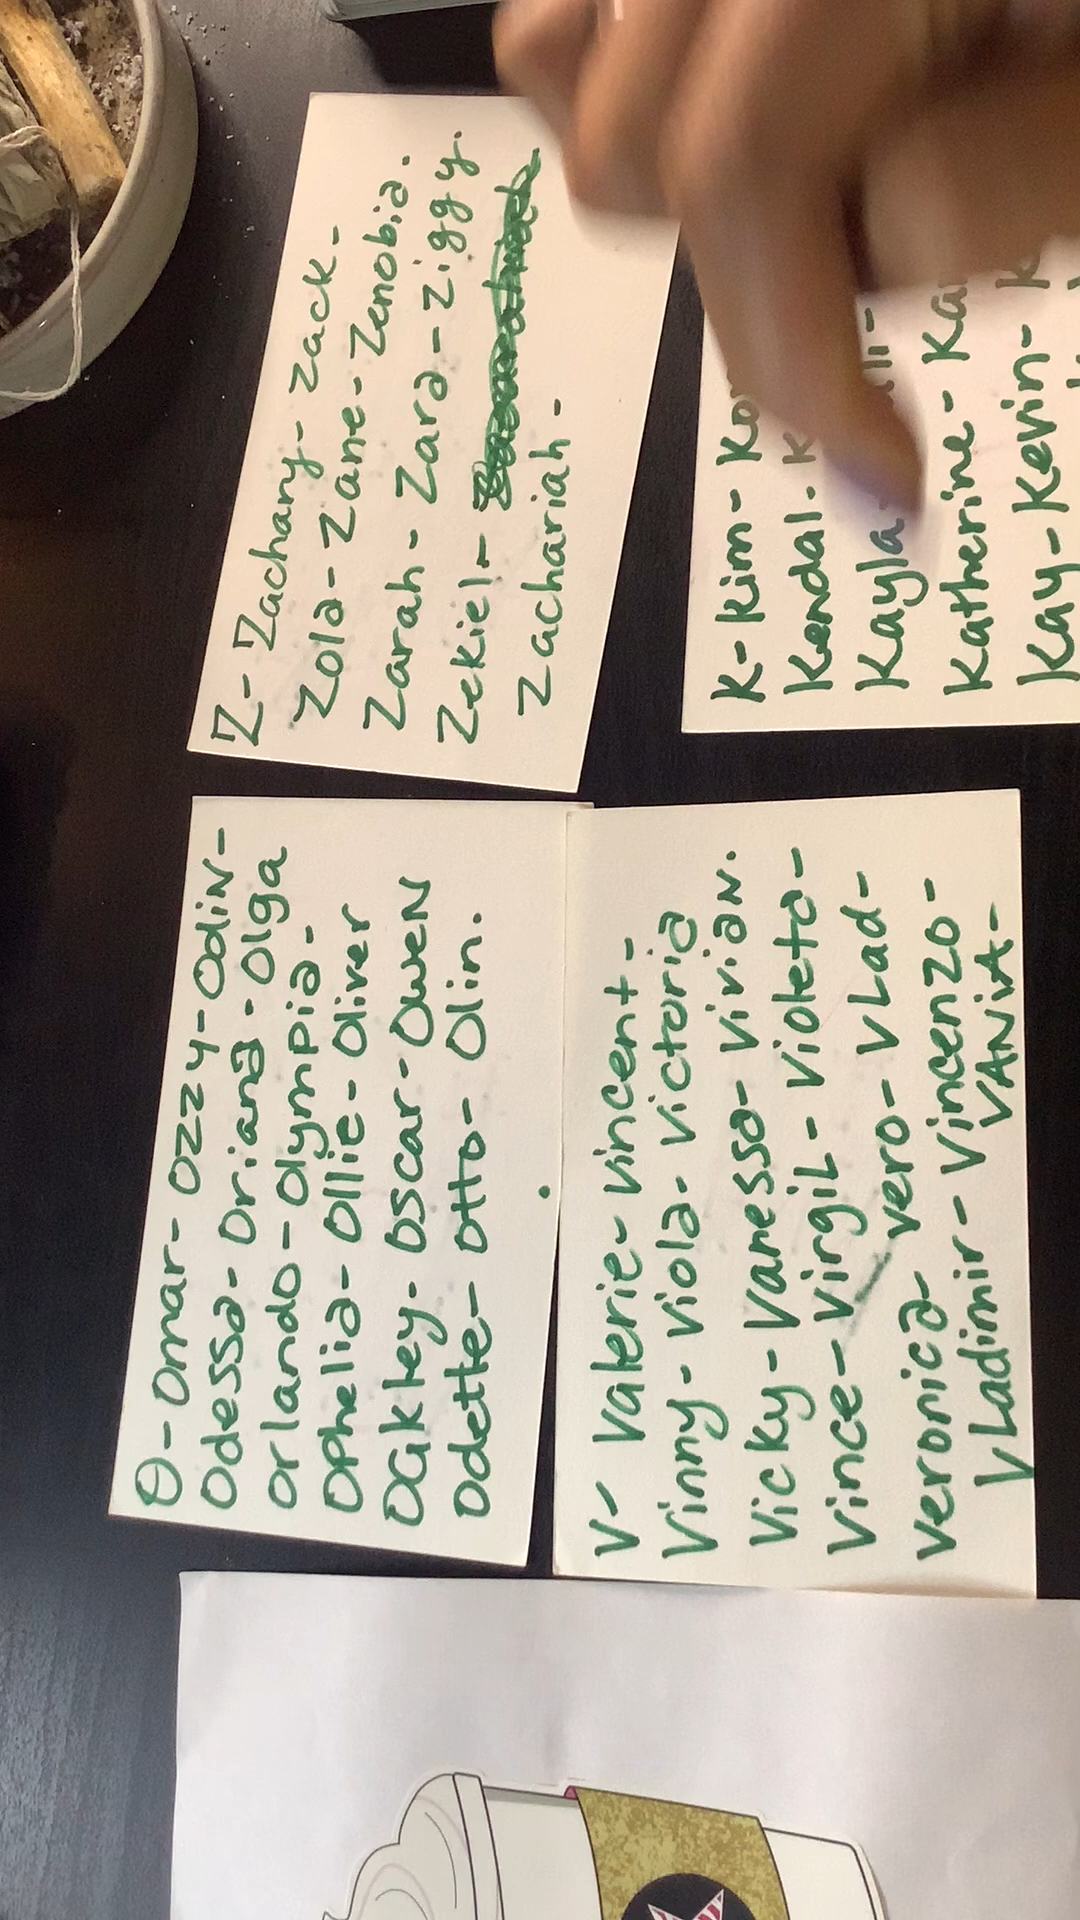 O- Omar- Ozzy- Odin-
Odessa- Oriana- Olga
Orlando- Olympia-
Ophelia- Ollie- Oliver
Oakley- Oscar- Owen
Odette- Otto- Olin.
Z- Zachary- Zack-
Zola- Zane- Zenobia.
Zarah- Zara- Ziggy.
Zekiel-
Zachariah-
V- Valerie- Vincent-
Vinny- Viola- Victoria
Vicky- Vanessa- Vivian.
Vince- Virgil- Violeta-
Veronica- Vero- Vlad-
Vladimir- Vincenzo-
VANIA-
K- Kim-
Kendal.
Kayla-
Katherine-
Kay- Kevin-